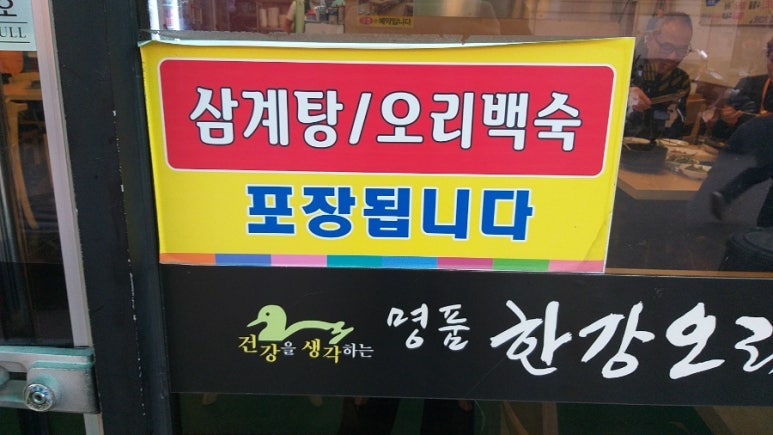 삼계탕/오리백숙
포장됩니다
건강을 생각하는
명품 한강오리